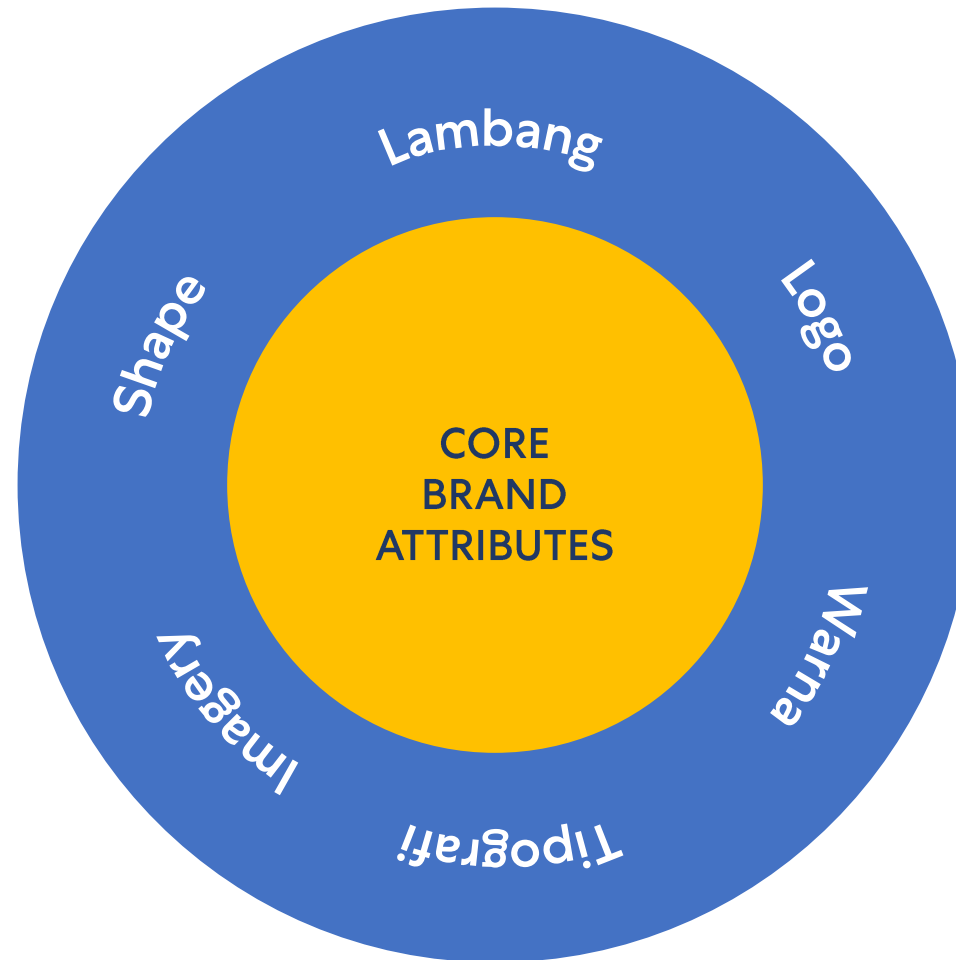 Lambang
Logo
Warna
Tipografi
Imagery
Shape
CORE
BRAND
ATTRIBUTES